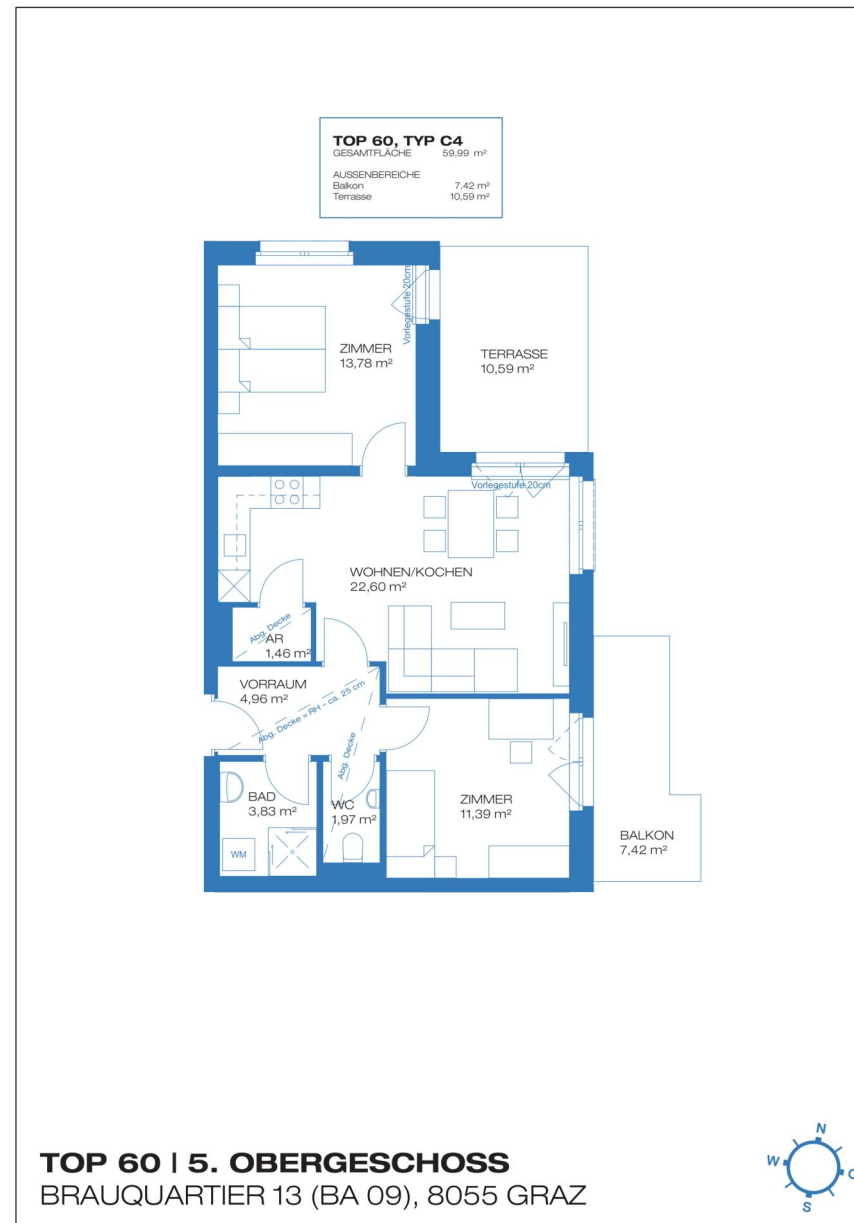 TOP 60, TYP C4
GESAMTFLÄCHE 59,99 m²
AUSSENBEREICHE
Balkon 7,42 m²
Terrasse 10,59 m²
Vorlegestufe 20cm
ZIMMER
13,78 m²
TERRASSE
10,59 m²
Vorlegestufe 20cm
WOHNEN/KOCHEN
22,60 m²
Abg. Decke
AR
1,46 m²
VORRAUM
4,96 m²
Abg. Decke = RH - ca. 25 cm
Abg. Decke
BAD
3,83 m²
WM
WC
1,97 m²
ZIMMER
11,39 m²
BALKON
7,42 m²
TOP 60 | 5. OBERGESCHOSS
BRAUQUARTIER 13 (BA 09), 8055 GRAZ
N
W
O
S